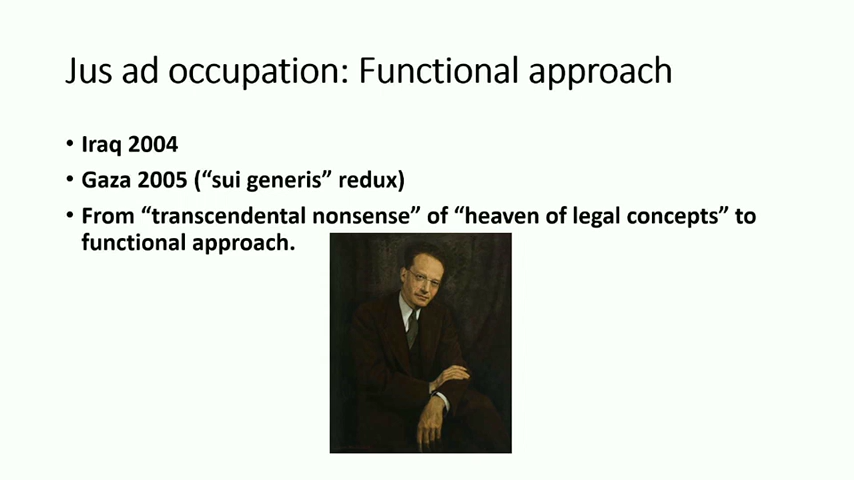 Jus ad occupation: Functional approach
• Iraq 2004
• Gaza 2005 (“sui generis” redux)
• From “transcendental nonsense” of “heaven of legal concepts” to
functional approach.